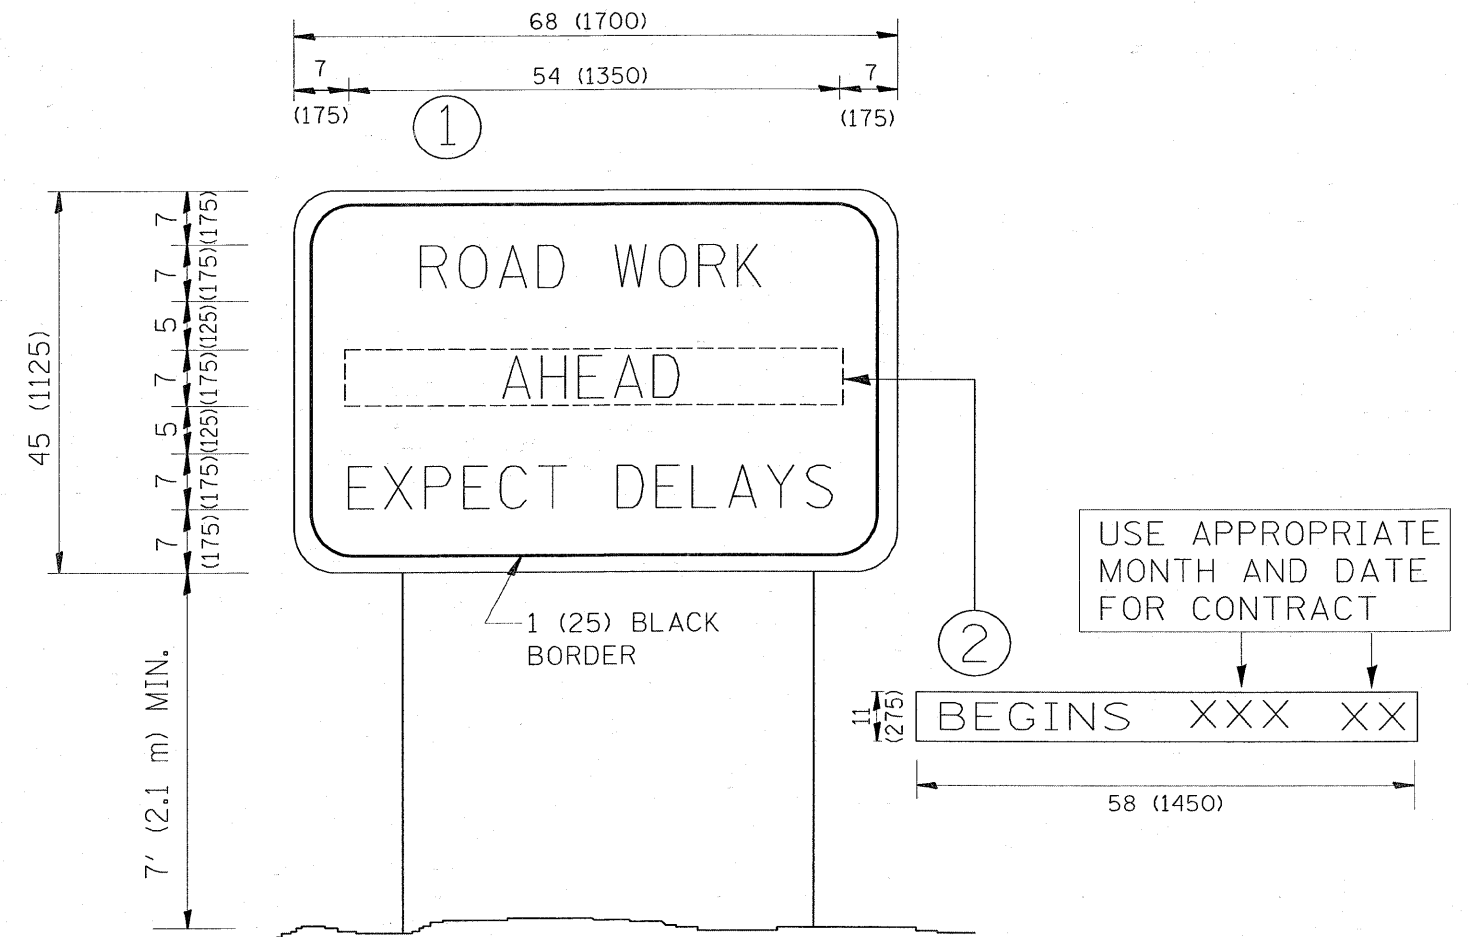 68 (1700)
7
54 (1350)
7
(175)
(175)
1
45 (1125)
7
(175)
7
(175)
5
(125)
7
(175)
5
(125)
7
(175)
7
(175)
ROAD WORK
AHEAD
EXPECT DELAYS
1 (25) BLACK
BORDER
7' (2.1 m) MIN.
2
USE APPROPRIATE
MONTH AND DATE
FOR CONTRACT
11
(275)
BEGINS XXX XX
58 (1450)